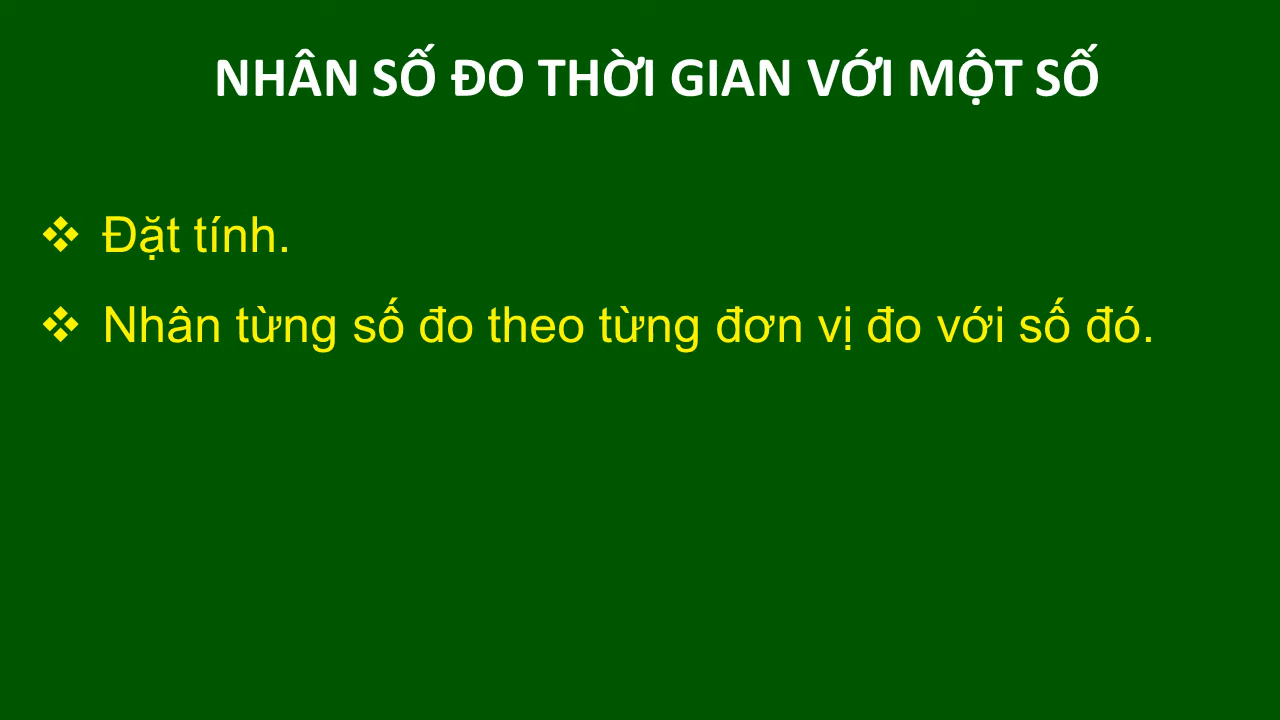 NHÂN SỐ ĐO THỜI GIAN VỚI MỘT SỐ
❖ Đặt tính.
❖ Nhân từng số đo theo từng đơn vị đo với số đó.